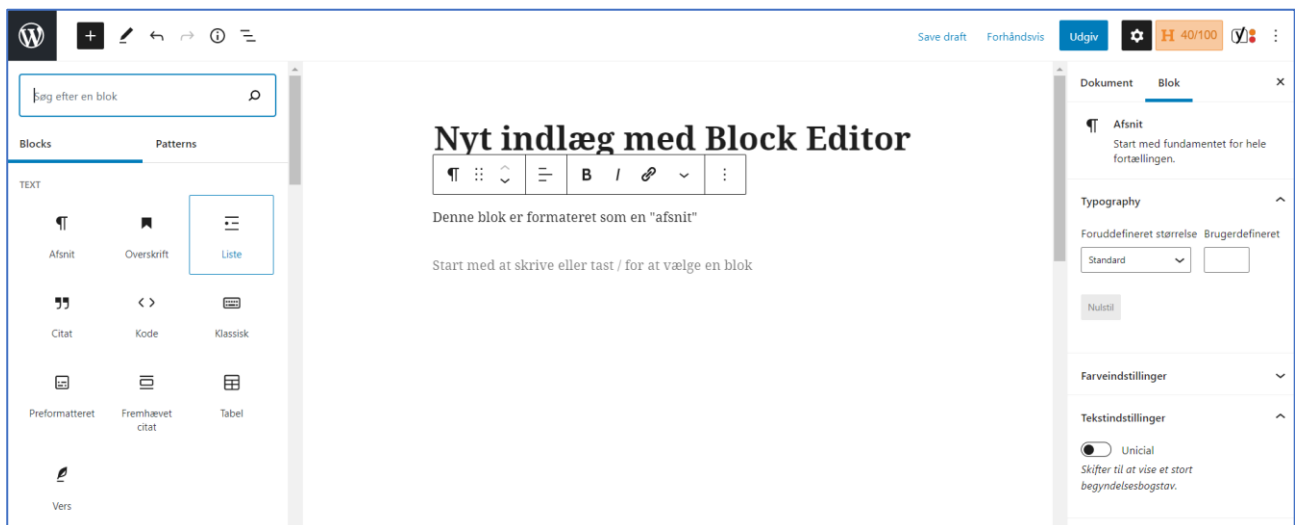 Save draft Forhåndsvis Udgiv H 40/100
Søg efter en blok
Blocks Patterns
TEXT
Afsnit Overskrift Liste
Citat Kode Klassisk
Preformatteret Fremhævet citat Tabel
Vers
Nyt indlæg med Block Editor
B I
Denne blok er formateret som en "afsnit"
Start med at skrive eller tast / for at vælge en blok
Dokument Blok
Afsnit
Start med fundamentet for hele
fortællingen.
Typography
Foruddefineret størrelse Brugerdefineret
Standard
Nulstil
Farveindstillinger
Tekstindstillinger
Unicial
Skifter til at vise et stort
begyndelsesbogstav.